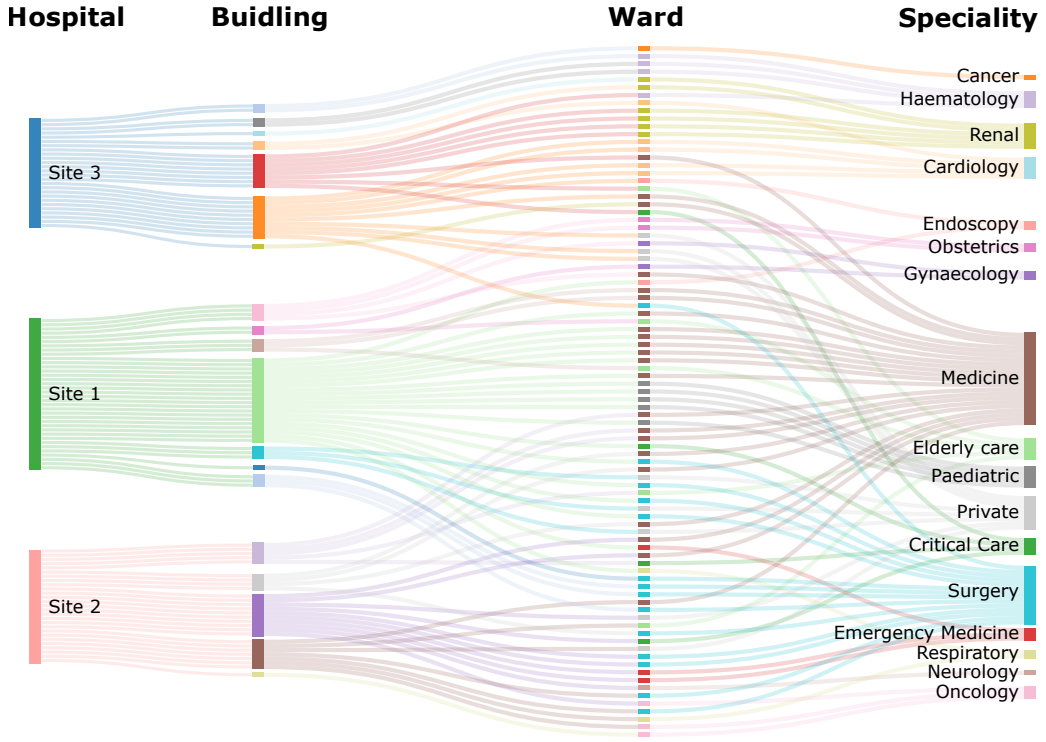 Hospital
Buidling
Ward
Speciality
Site 3
Site 1
Site 2
Cancer
Haematology
Renal
Cardiology
Endoscopy
Obstetrics
Gynaecology
Medicine
Elderly care
Paediatric
Private
Critical Care
Surgery
Emergency Medicine
Respiratory
Neurology
Oncology